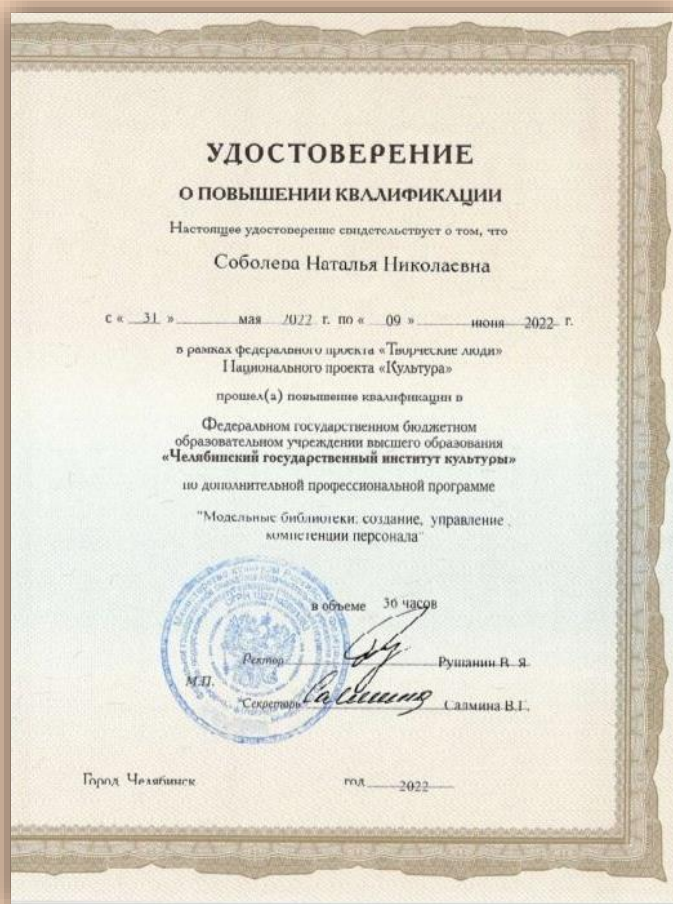 УДОСТОВЕРЕНИЕ
О ПОВЫШЕНИИ КВАЛИФИКАЦИИ
Настоящее удостоверение свидетельствует о том, что
Соболева Наталья Николаевна
с « 31 » мая 2022 г. по « 09 » июня 2022 г.
в рамках федерального проекта «Творческие люди»
Национального проекта «Культура»
прошел(а) повышение квалификации в
Федеральном государственном бюджетном
образовательном учреждении высшего образования
«Челябинский государственный институт культуры»
по дополнительной профессиональной программе
"Модельные библиотеки: создание, управление,
компетенции персонала"
в объеме 36 часов
Ректор Рушанин В. Я.
М.П.
Секретарь Салмина В.Г.
Город Челябинск год 2022